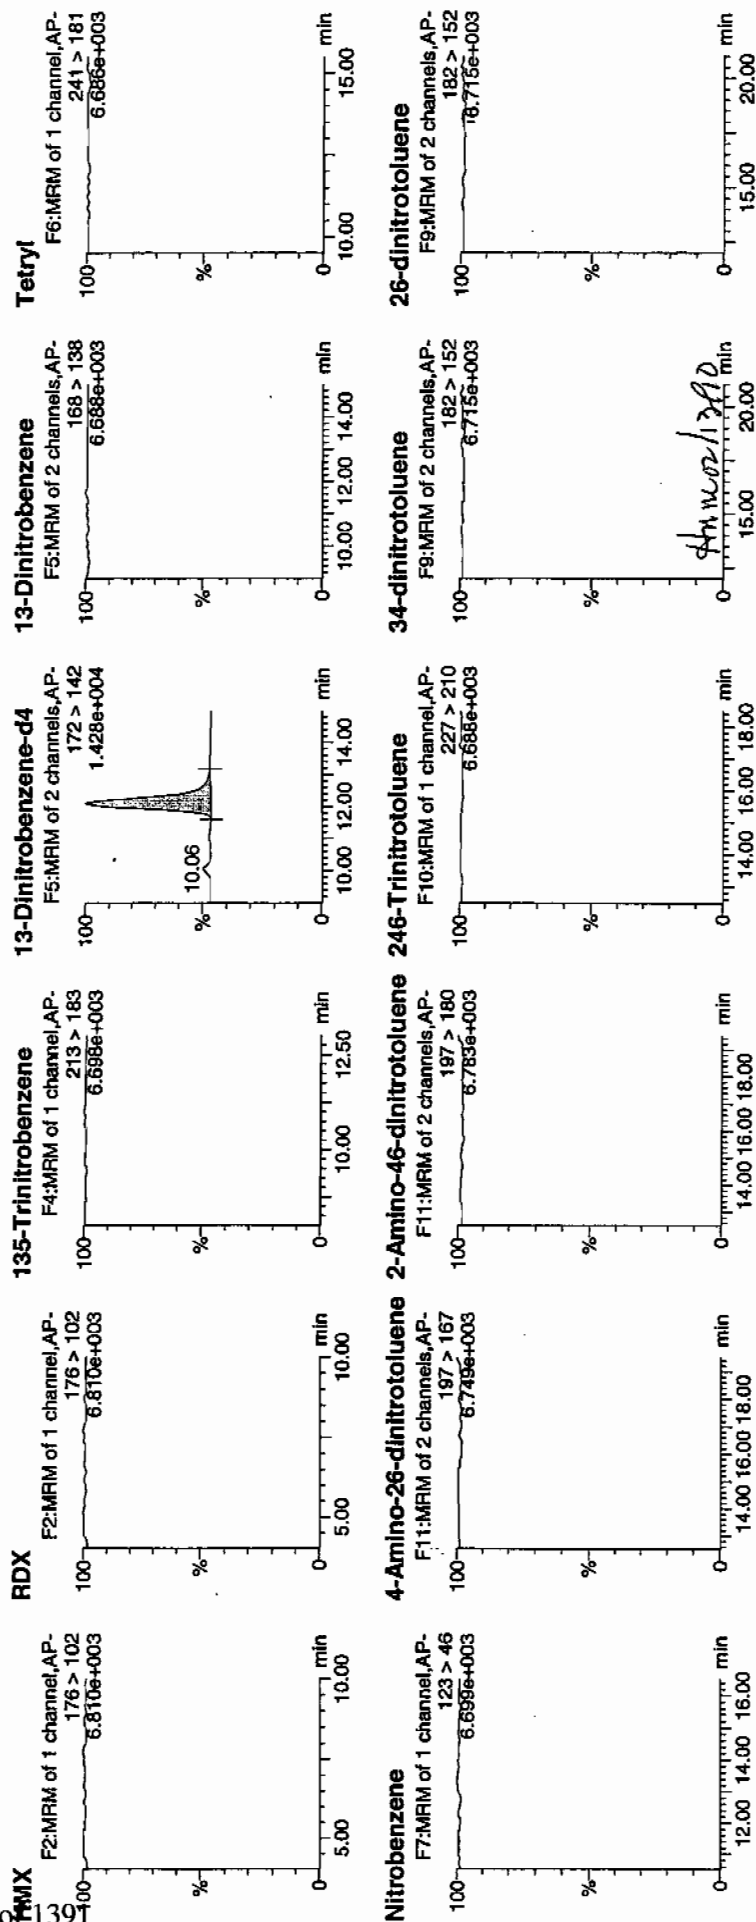 HMX
F2:MRM of 1 channel,AP-
176 > 102
6.810e+003
100
%
0
5.00
10.00
min
RDX
F2:MRM of 1 channel,AP-
176 > 102
6.810e+003
100
%
0
5.00
10.00
min
135-Trinitrobenzene
F4:MRM of 1 channel,AP-
213 > 183
6.698e+003
100
%
0
10.00
12.50
min
13-Dinitrobenzene-d4
F5:MRM of 2 channels,AP-
172 > 142
1.428e+004
100
%
10.06
0
10.00
12.00
14.00
min
13-Dinitrobenzene
F5:MRM of 2 channels,AP-
168 > 138
6.688e+003
100
%
0
10.00
12.00
14.00
min
Tetryl
F6:MRM of 1 channel,AP-
241 > 181
6.686e+003
100
%
0
10.00
15.00
min
Nitrobenzene
F7:MRM of 1 channel,AP-
123 > 46
6.699e+003
100
%
0
12.00
14.00
16.00
min
4-Amino-26-dinitrotoluene
F11:MRM of 2 channels,AP-
197 > 167
6.749e+003
100
%
0
14.00
16.00
18.00
min
2-Amino-46-dinitrotoluene
F11:MRM of 2 channels,AP-
197 > 180
6.783e+003
100
%
0
14.00
16.00
18.00
min
246-Trinitrotoluene
F10:MRM of 1 channel,AP-
227 > 210
6.688e+003
100
%
0
14.00
16.00
18.00
min
34-dinitrotoluene
F9:MRM of 2 channels,AP-
182 > 152
6.715e+003
100
%
0
15.00
20.00
min
26-dinitrotoluene
F9:MRM of 2 channels,AP-
182 > 152
6.715e+003
100
%
0
15.00
20.00
min
of 1391